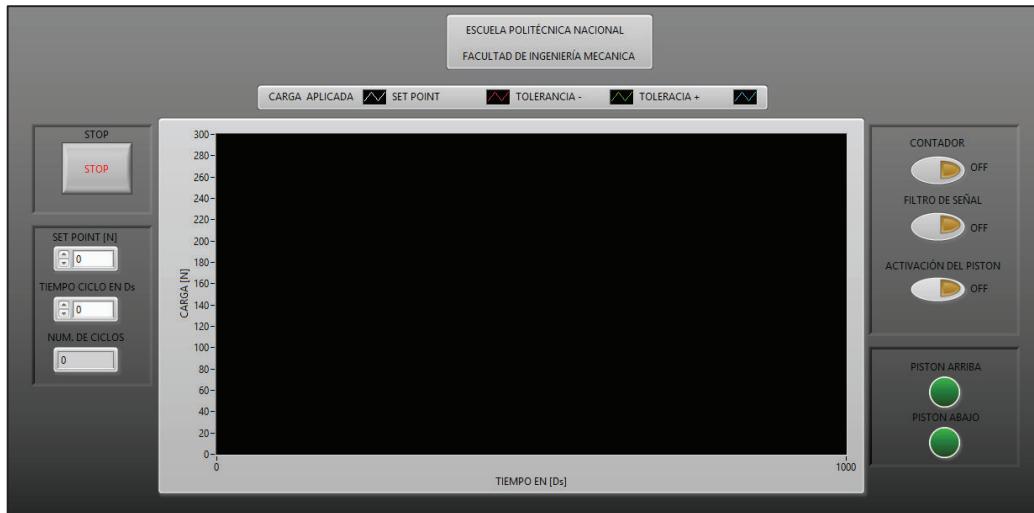 ESCUELA POLITÉCNICA NACIONAL
FACULTAD DE INGENIERÍA MECANICA
CARGA APLICADA SET POINT TOLERANCIA - TOLERACIA +
STOP
STOP
SET POINT [N]
0
TIEMPO CICLO EN Ds
0
NUM. DE CICLOS
0
CARGA [N]
300
280
260
240
220
200
180
160
140
120
100
80
60
40
20
0
0 1000
TIEMPO EN [Ds]
CONTADOR
OFF
FILTRO DE SEÑAL
OFF
ACTIVACIÓN DEL PISTON
OFF
PISTON ARRIBA
PISTON ABAJO